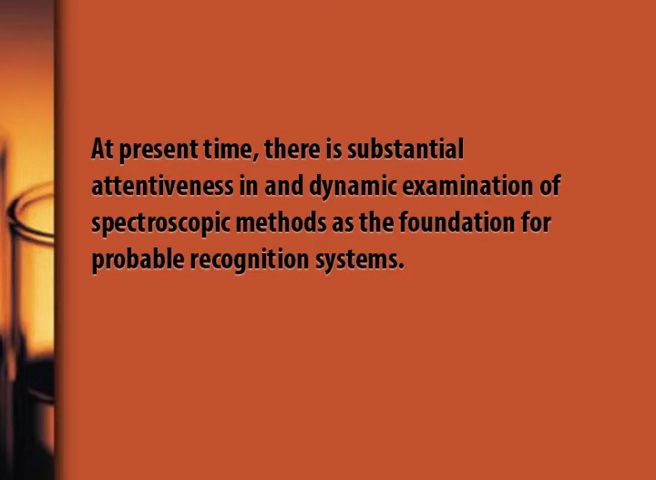 At present time, there is substantial
attentiveness in and dynamic examination of
spectroscopic methods as the foundation for
probable recognition systems.